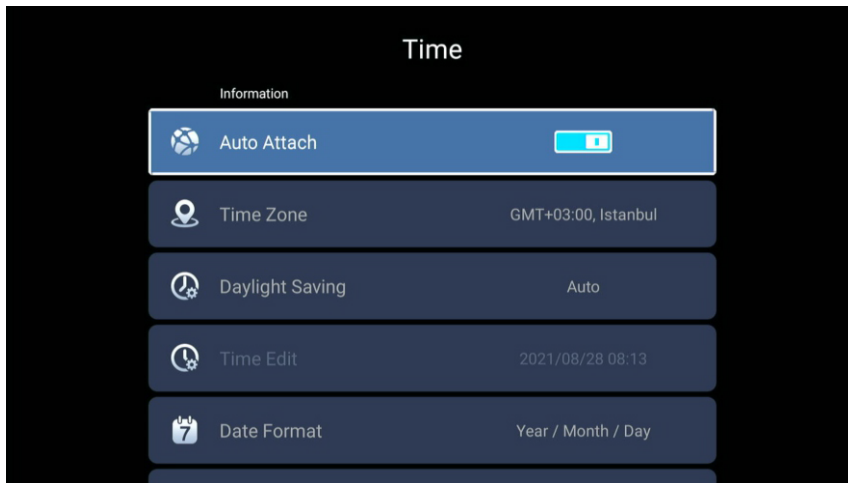 Time
Information
Auto Attach
Time Zone GMT+03:00, Istanbul
Daylight Saving Auto
Time Edit 2021/08/28 08:13
7 Date Format Year / Month / Day